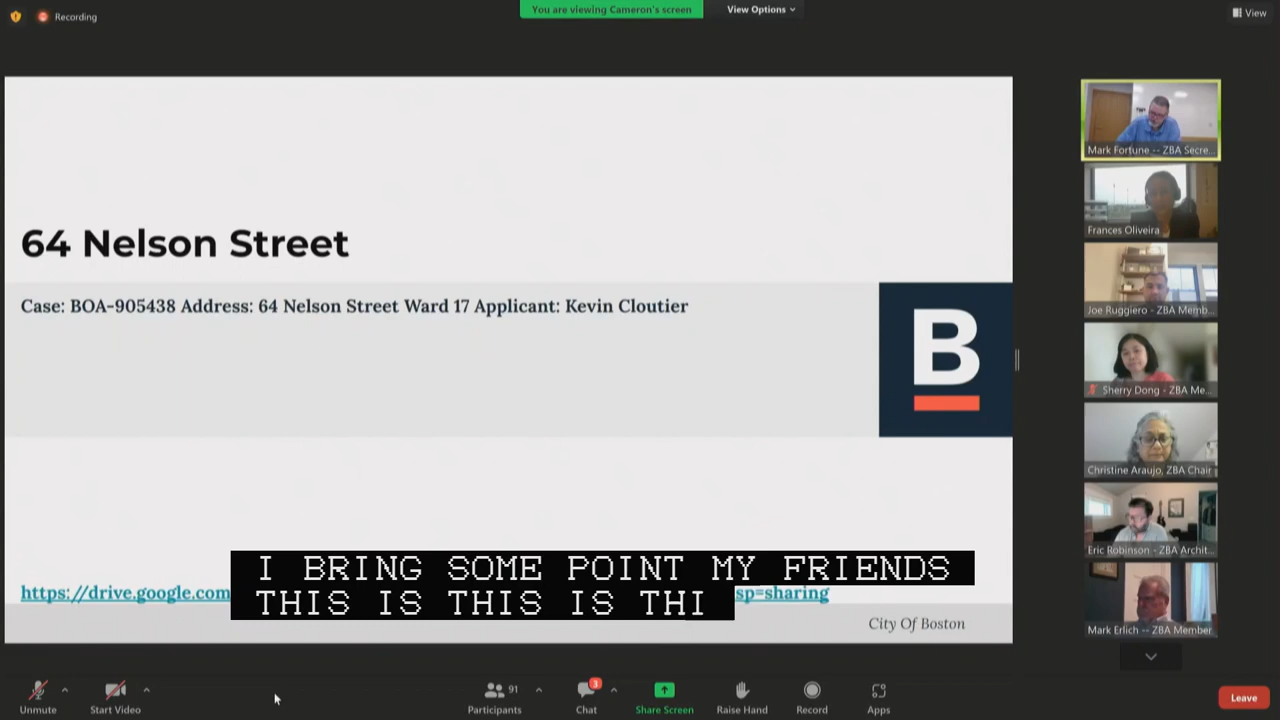 Recording
You are viewing Cameron's screen
View Options
View
64 Nelson Street
Case: BOA-905438 Address: 64 Nelson Street Ward 17 Applicant: Kevin Cloutier
B
https://drive.google.com
sp=sharing
I BRING SOME POINT MY FRIENDS
THIS IS THIS IS THI
City Of Boston
Mark Fortune -- ZBA Secre...
Frances Oliveira
Joe Ruggiero - ZBA Memb...
Sherry Dong - ZBA Me...
Christine Araujo, ZBA Chair
Eric Robinson - ZBA Archit...
Mark Erlich -- ZBA Member
Unmute
Start Video
Participants
91
Chat
3
Share Screen
Raise Hand
Record
Apps
Leave